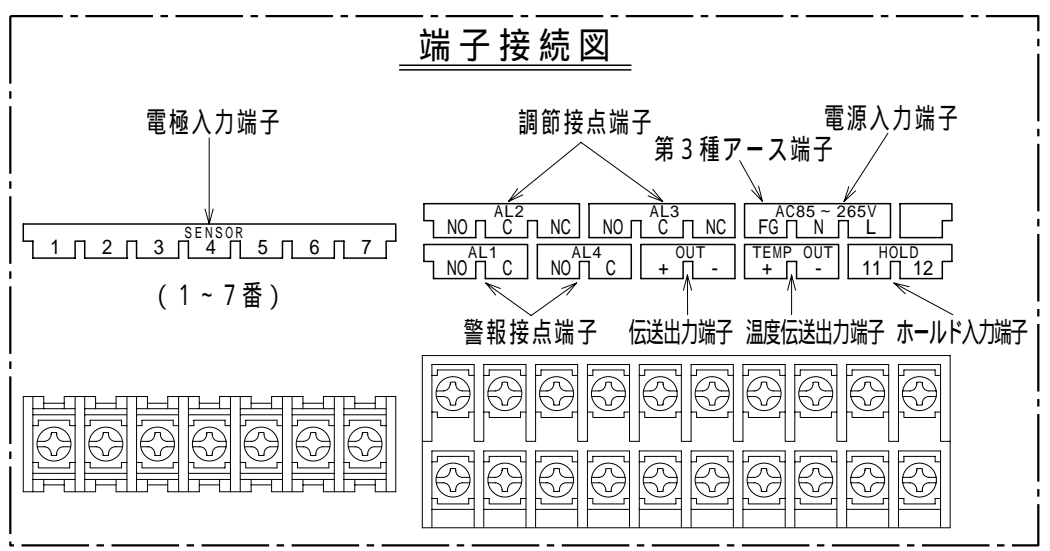 端子接続図
電極入力端子
調節接点端子
電源入力端子
第3種アース端子
SENSOR
1 2 3 4 5 6 7
(1~7番)
AL2
NO C NC
AL3
NO C NC
AC85~265V
FG N L
AL1
NO C
AL4
NO C
OUT
+ -
TEMP OUT
+ -
HOLD
11 12
警報接点端子
伝送出力端子
温度伝送出力端子
ホールド入力端子